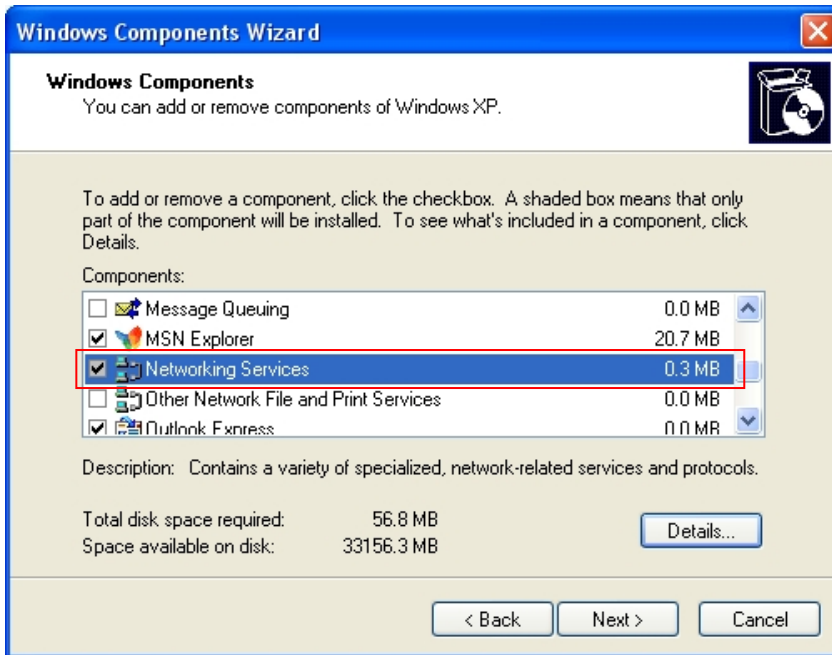 Windows Components Wizard
Windows Components
You can add or remove components of Windows XP.
To add or remove a component, click the checkbox. A shaded box means that only
part of the component will be installed. To see what's included in a component, click
Details.
Components:
Message Queuing 0.0 MB
MSN Explorer 20.7 MB
Networking Services 0.3 MB
Other Network File and Print Services 0.0 MB
Outlook Express 0.0 MB
Description: Contains a variety of specialized, network-related services and protocols.
Total disk space required: 56.8 MB
Space available on disk: 33156.3 MB
Details...
< Back Next > Cancel